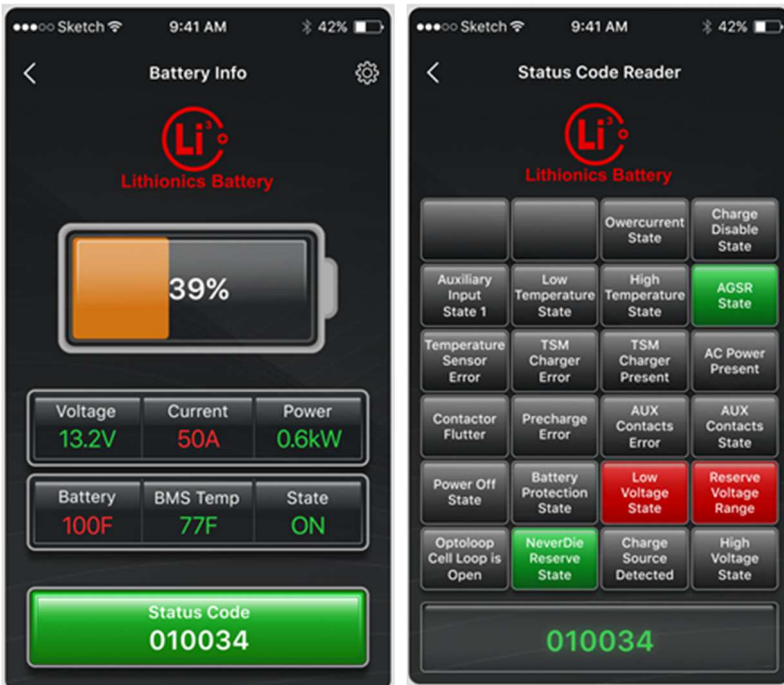 Sketch 9:41 AM 42%
Battery Info
Li³
Lithionics Battery
39%
Voltage Current Power
13.2V 50A 0.6kW
Battery BMS Temp State
100F 77F ON
Status Code
010034
Sketch 9:41 AM 42%
Status Code Reader
Li³
Lithionics Battery
Owercurrent
State
Charge
Disable
State
Auxiliary
Input
State 1
Low
Temperature
State
High
Temperature
State
AGSR
State
Temperature
Sensor
Error
TSM
Charger
Error
TSM
Charger
Present
AC Power
Present
Contactor
Flutter
Precharge
Error
AUX
Contacts
Error
AUX
Contacts
State
Power Off
State
Battery
Protection
State
Low
Voltage
State
Reserve
Voltage
Range
Optoloop
Cell Loop is
Open
NeverDie
Reserve
State
Charge
Source
Detected
High
Voltage
State
010034